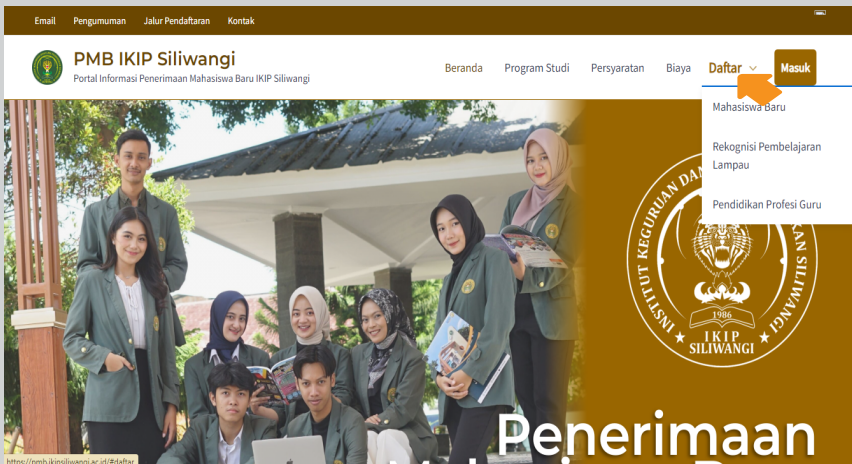 Email Pengumuman Jalur Pendaftaran Kontak
PMB IKIP Siliwangi
Portal Informasi Penerimaan Mahasiswa Baru IKIP Siliwangi
Beranda Program Studi Persyaratan Biaya Daftar Masuk
Mahasiswa Baru
Rekognisi Pembelajaran
Lampau
Pendidikan Profesi Guru
INSTITUT KEGURUAN DAN
SILIWANGI
1986
IKIP
SILIWANGI
Penerimaan
https://pmb.ikipsiliwangi.ac.id/#daftar